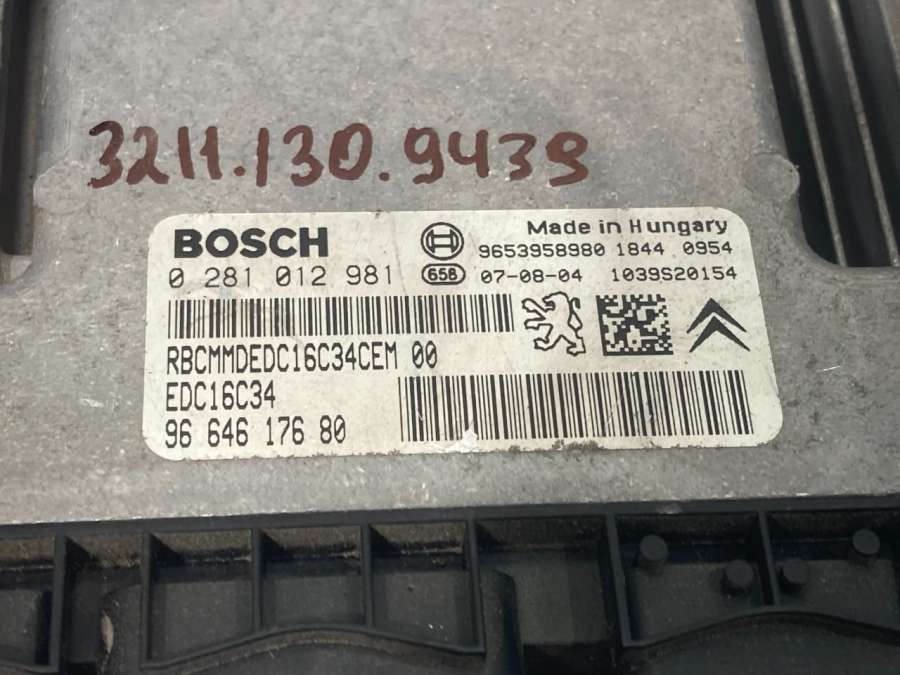 3211.130.9439
BOSCH
Made in Hungary
9653958980 1844 0954
0 281 012 981
658
07-08-04 1039S20154
RBCMMDEDC16C34CEM 00
EDC16C34
96 646 176 80